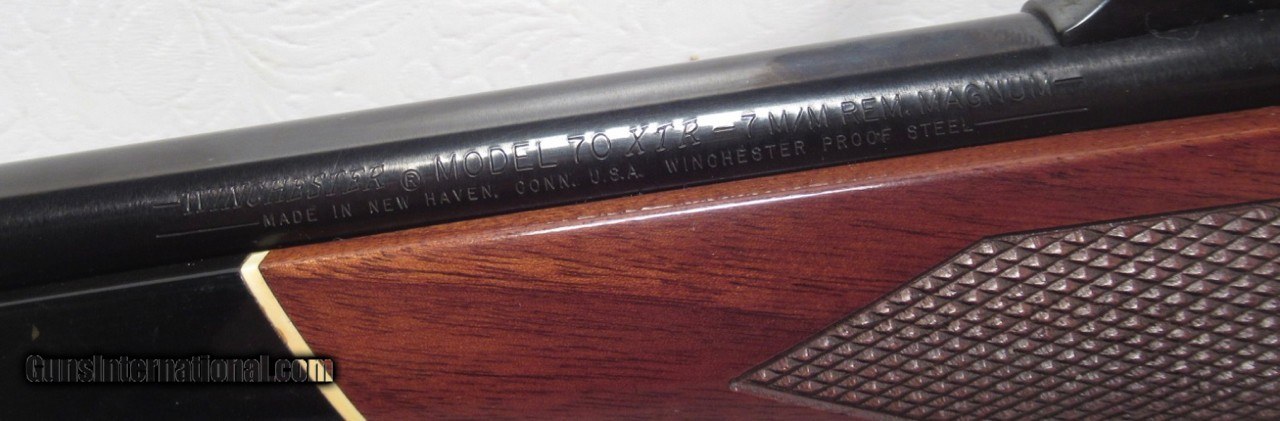 —WINCHESTER ® MODEL 70 XTR —7 M/M REM. MAGNUM—
MADE IN NEW HAVEN, CONN. U.S.A. WINCHESTER PROOF STEEL
GunsInternational.com